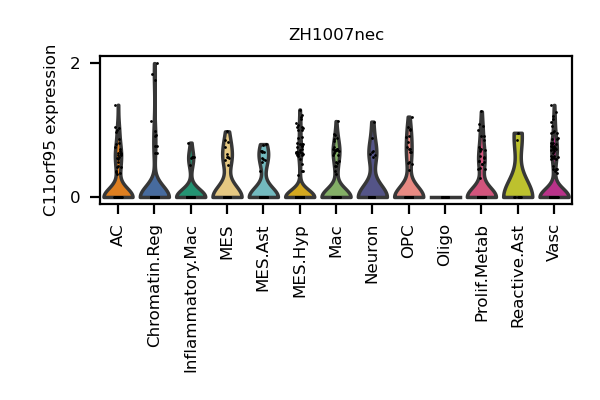 ZH1007nec
C11orf95 expression
2
0
AC
Chromatin.Reg
Inflammatory.Mac
MES
MES.Ast
MES.Hyp
Mac
Neuron
OPC
Oligo
Prolif.Metab
Reactive.Ast
Vasc